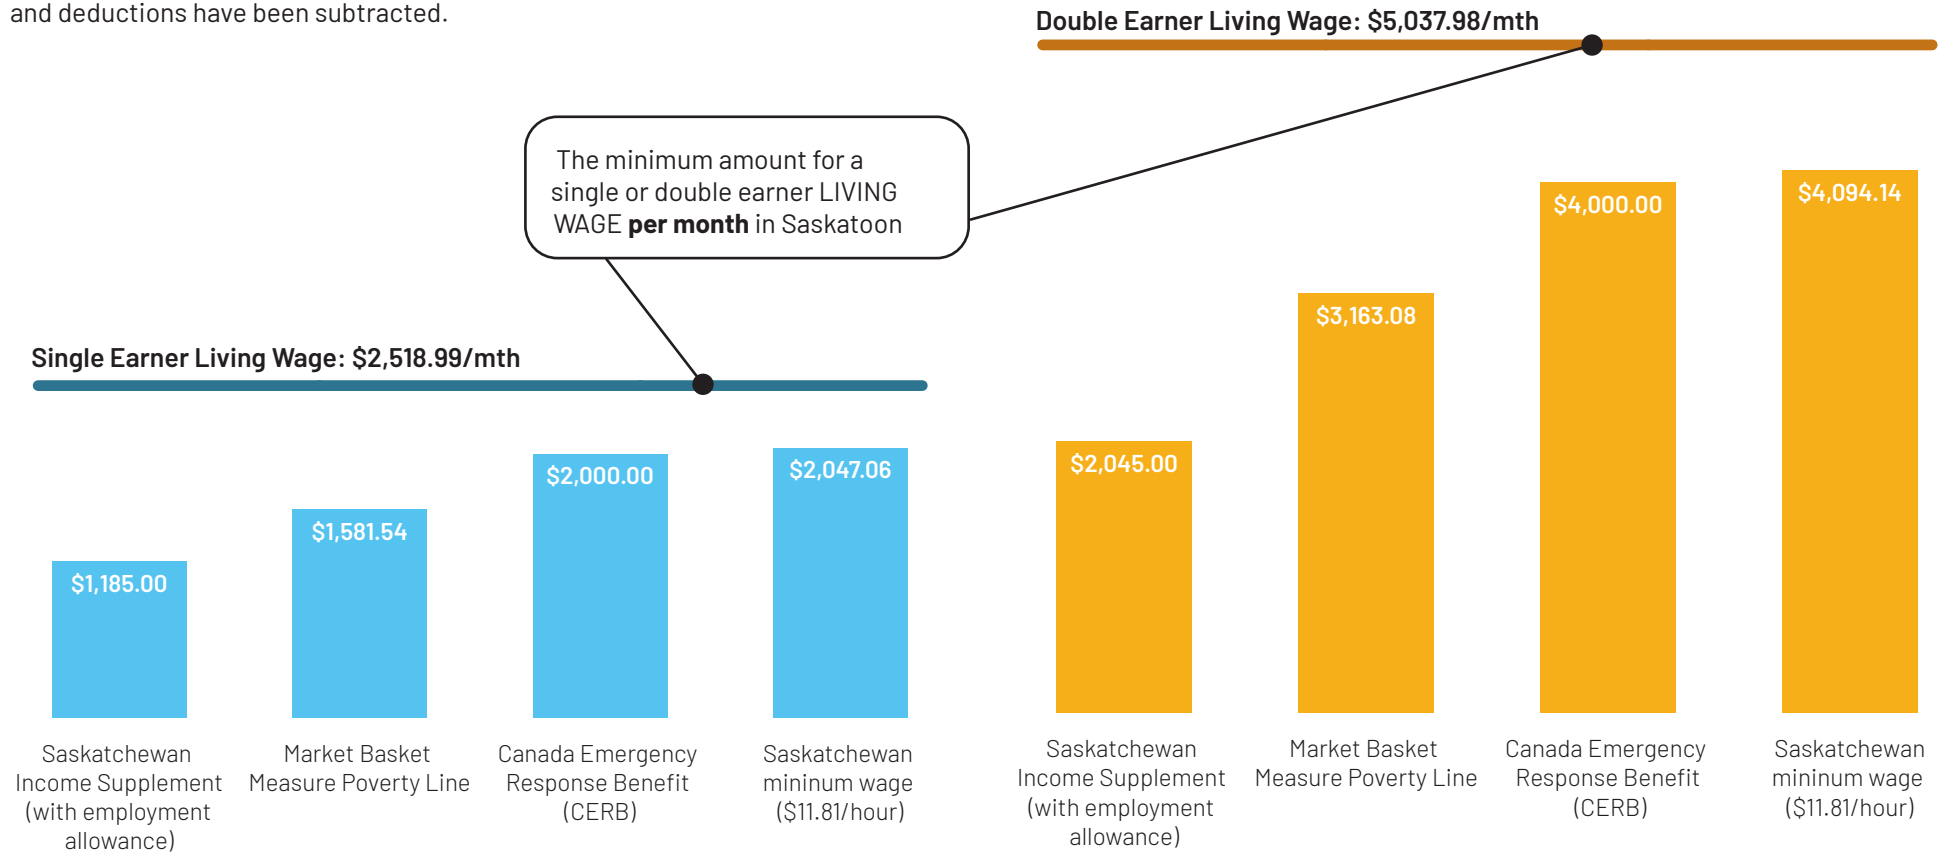 and deductions have been subtracted.
Double Earner Living Wage: $5,037.98/mth
The minimum amount for a
single or double earner LIVING
WAGE per month in Saskatoon
Single Earner Living Wage: $2,518.99/mth
$1,185.00
$1,581.54
$2,000.00
$2,047.06
$2,045.00
$3,163.08
$4,000.00
$4,094.14
Saskatchewan
Income Supplement
(with employment
allowance)
Market Basket
Measure Poverty Line
Canada Emergency
Response Benefit
(CERB)
Saskatchewan
mininum wage
($11.81/hour)
Saskatchewan
Income Supplement
(with employment
allowance)
Market Basket
Measure Poverty Line
Canada Emergency
Response Benefit
(CERB)
Saskatchewan
mininum wage
($11.81/hour)